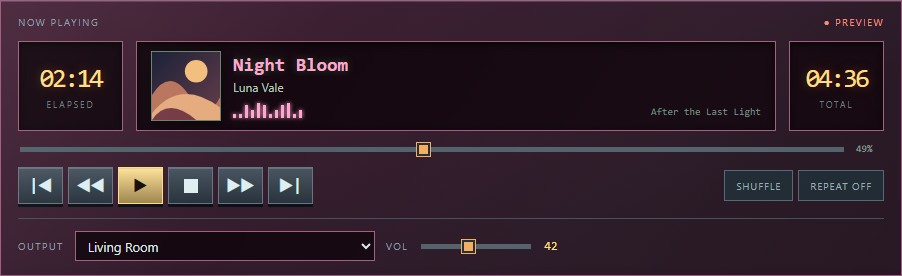 NOW PLAYING
● PREVIEW
02:14
ELAPSED
Night Bloom
Luna Vale
After the Last Light
04:36
TOTAL
49%
SHUFFLE
REPEAT OFF
OUTPUT
Living Room
VOL
42